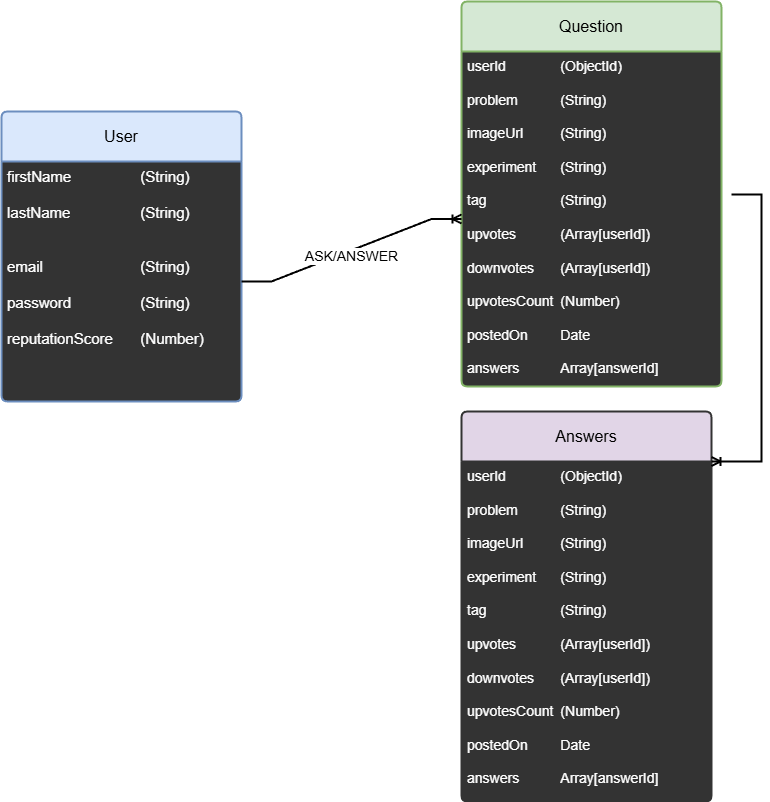 User
firstName (String)
lastName (String)
email (String)
password (String)
reputationScore (Number)
ASK/ANSWER
Question
userId (ObjectId)
problem (String)
imageUrl (String)
experiment (String)
tag (String)
upvotes (Array[userId])
downvotes (Array[userId])
upvotesCount (Number)
postedOn Date
answers Array[answerId]
Answers
userId (ObjectId)
problem (String)
imageUrl (String)
experiment (String)
tag (String)
upvotes (Array[userId])
downvotes (Array[userId])
upvotesCount (Number)
postedOn Date
answers Array[answerId]